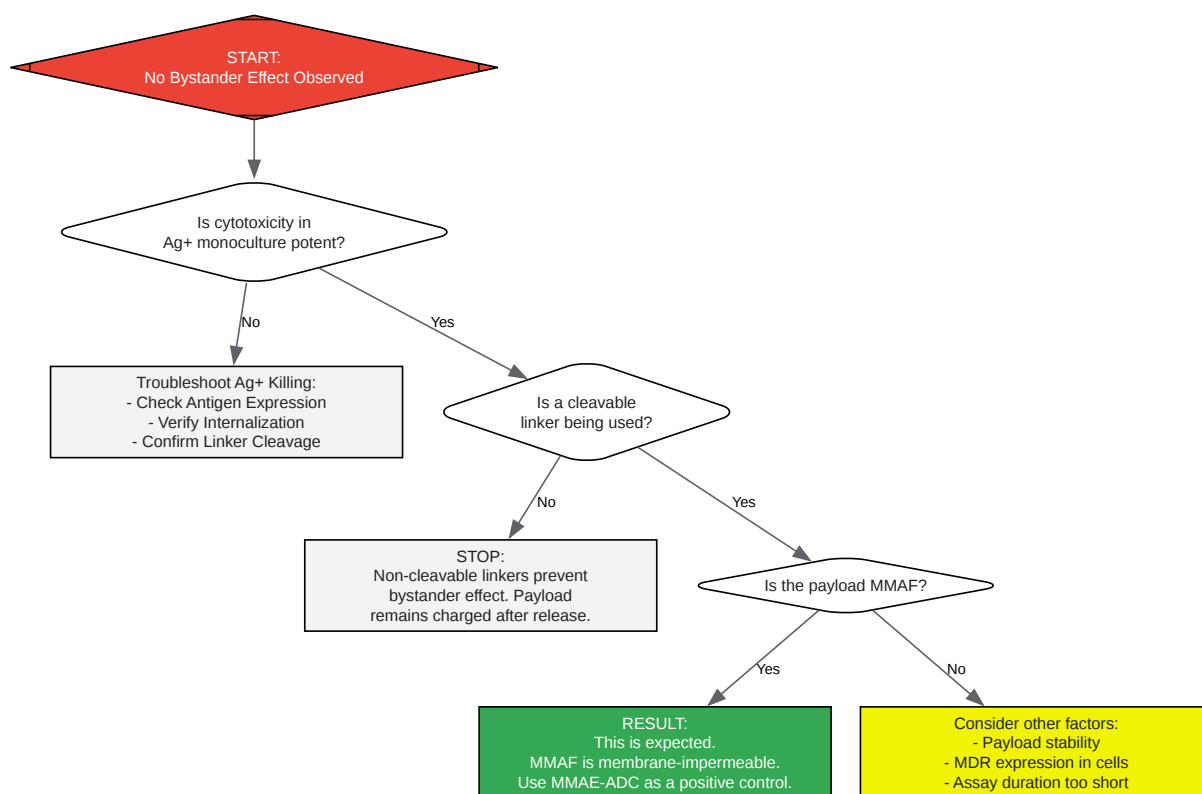 START:
No Bystander Effect Observed
Is cytotoxicity in
Ag+ monoculture potent?
No
Yes
Troubleshoot Ag+ Killing:
- Check Antigen Expression
- Verify Internalization
- Confirm Linker Cleavage
Is a cleavable
linker being used?
No
Yes
STOP:
Non-cleavable linkers prevent
bystander effect. Payload
remains charged after release.
Is the payload MMAF?
Yes
No
RESULT:
This is expected.
MMAF is membrane-impermeable.
Use MMAE-ADC as a positive control.
Consider other factors:
- Payload stability
- MDR expression in cells
- Assay duration too short